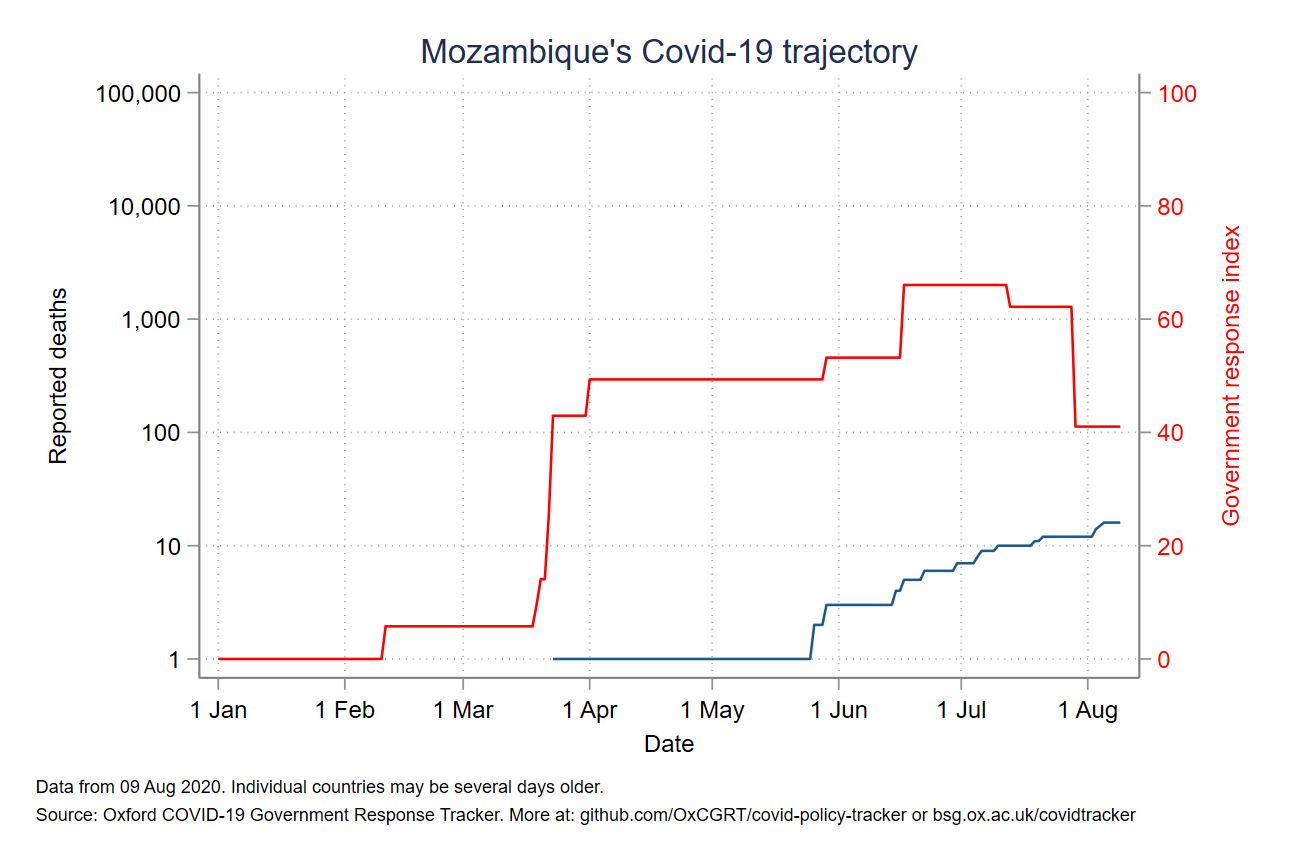 Mozambique's Covid-19 trajectory
100,000
10,000
1,000
100
10
1
Reported deaths
100
80
60
40
20
0
Government response index
1 Jan 1 Feb 1 Mar 1 Apr 1 May 1 Jun 1 Jul 1 Aug
Date
Data from 09 Aug 2020. Individual countries may be several days older.
Source: Oxford COVID-19 Government Response Tracker. More at: github.com/OxCGRT/covid-policy-tracker or bsg.ox.ac.uk/covidtracker